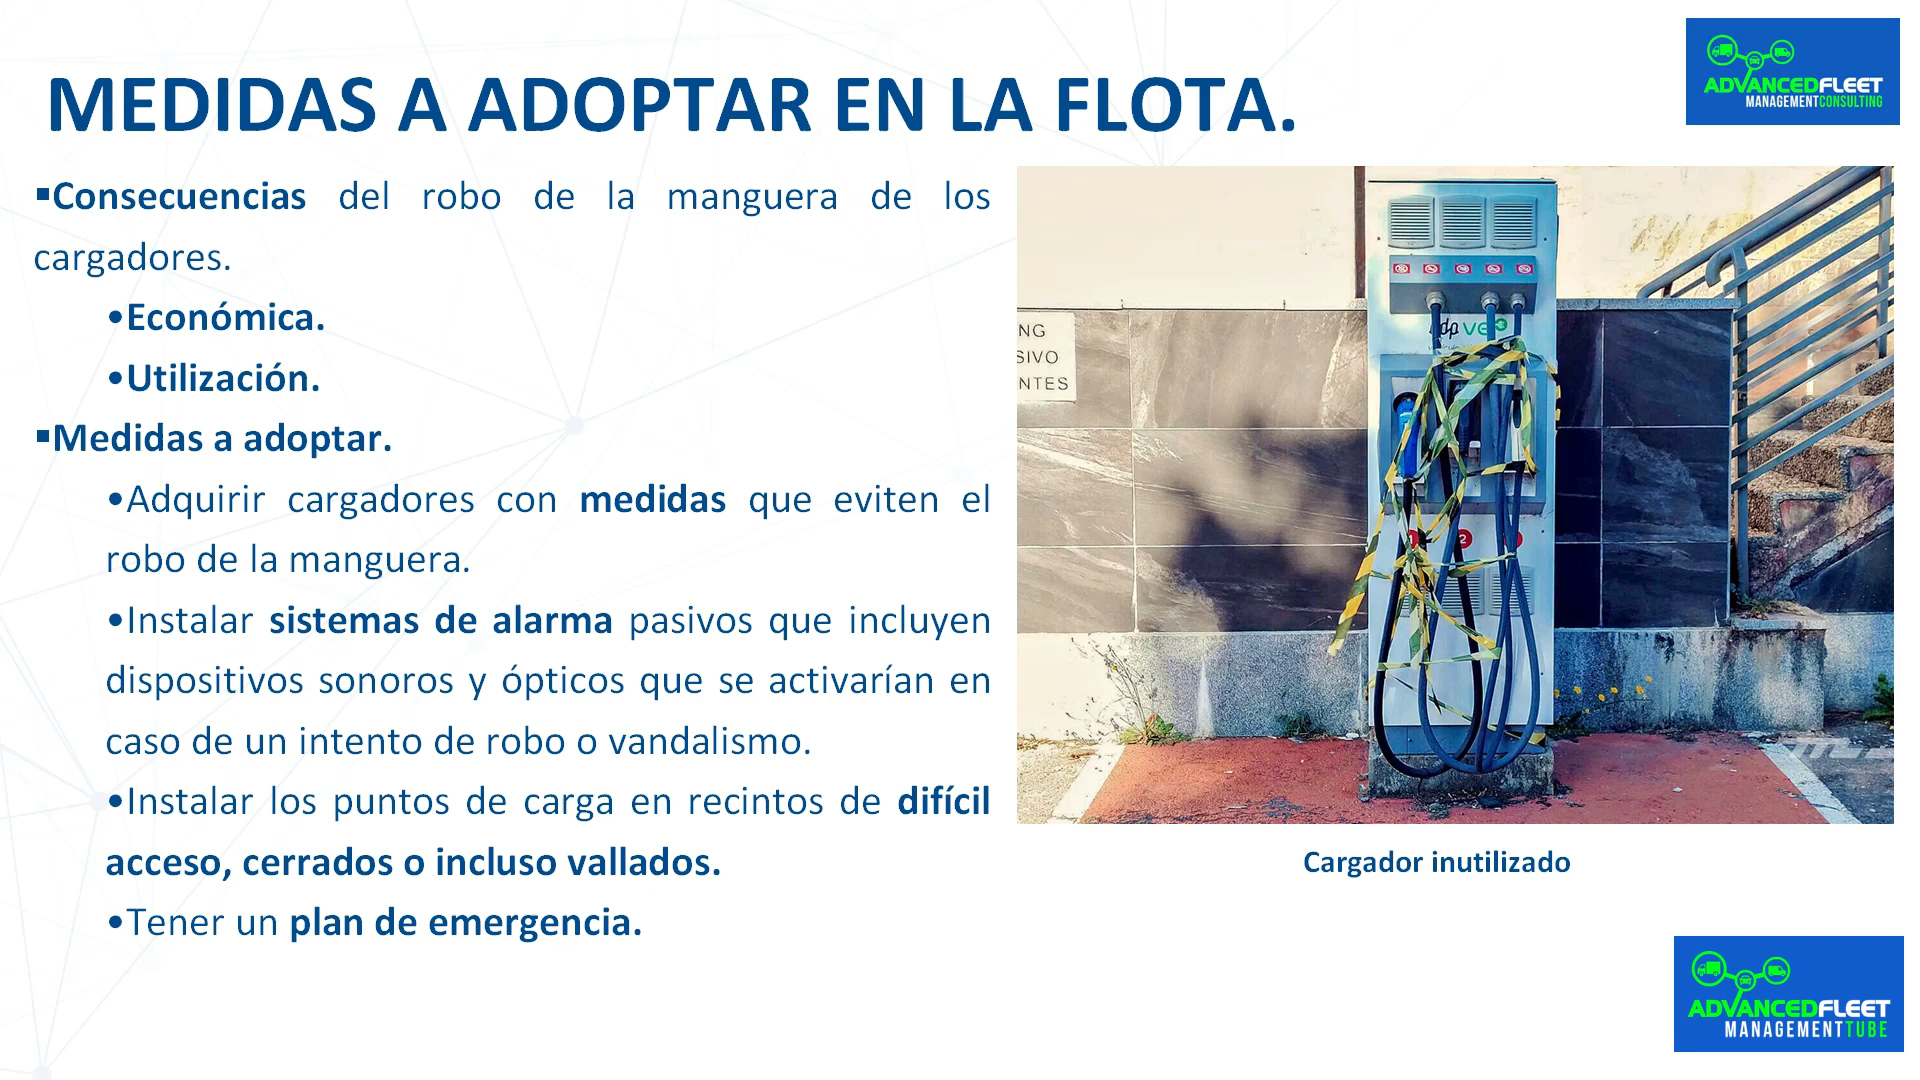 MEDIDAS A ADOPTAR EN LA FLOTA.
ADVANCEDFLEET
MANAGEMENTCONSULTING
▪Consecuencias del robo de la manguera de los
cargadores.
•Económica.
•Utilización.
▪Medidas a adoptar.
•Adquirir cargadores con medidas que eviten el
robo de la manguera.
•Instalar sistemas de alarma pasivos que incluyen
dispositivos sonoros y ópticos que se activarían en
caso de un intento de robo o vandalismo.
•Instalar los puntos de carga en recintos de difícil
acceso, cerrados o incluso vallados.
•Tener un plan de emergencia.
NG
SIVO
NTES
2
Cargador inutilizado
ADVANCEDFLEET
MANAGEMENTTUBE